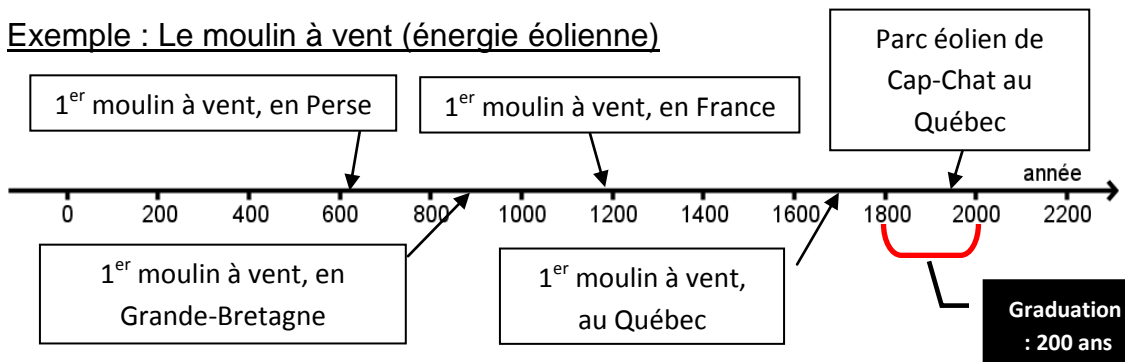 Exemple : Le moulin à vent (énergie éolienne)
1er moulin à vent, en Perse
1er moulin à vent, en France
Parc éolien de
Cap-Chat au
Québec
année
0 200 400 600 800 1000 1200 1400 1600 1800 2000 2200
1er moulin à vent, en
Grande-Bretagne
1er moulin à vent,
au Québec
Graduation
: 200 ans